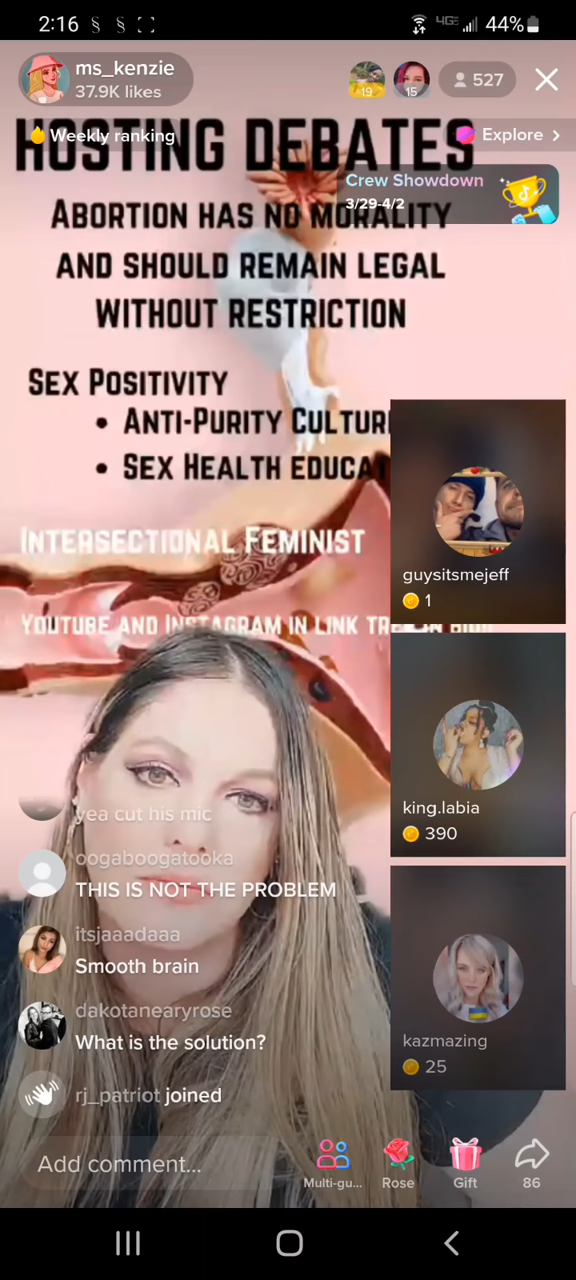 2:16
4G
44%
ms_kenzie
37.9K likes
19
15
527
Weekly ranking
Explore >
HOSTING DEBATES
Crew Showdown
3/29-4/2
ABORTION HAS NO MORALITY
AND SHOULD REMAIN LEGAL
WITHOUT RESTRICTION
SEX POSITIVITY
• ANTI-PURITY CULTUR
• SEX HEALTH EDUCA
INTERSECTIONAL FEMINIST
guysitsmejeff
1
YOUTUBE AND INSTAGRAM IN LINK TREE IN BIO
king.labia
390
yea cut his mic
oogaboogatooka
THIS IS NOT THE PROBLEM
itsjaaadaaa
Smooth brain
dakotanearyrose
What is the solution?
kazmazing
25
rj_patriot joined
Add comment...
Multi-gu...
Rose
Gift
86